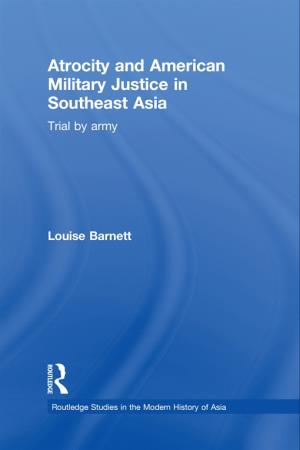 Atrocity and American
Military Justice in
Southeast Asia
Trial by army
Louise Barnett
ROUTLEDGE
Routledge Studies in the Modern History of Asia